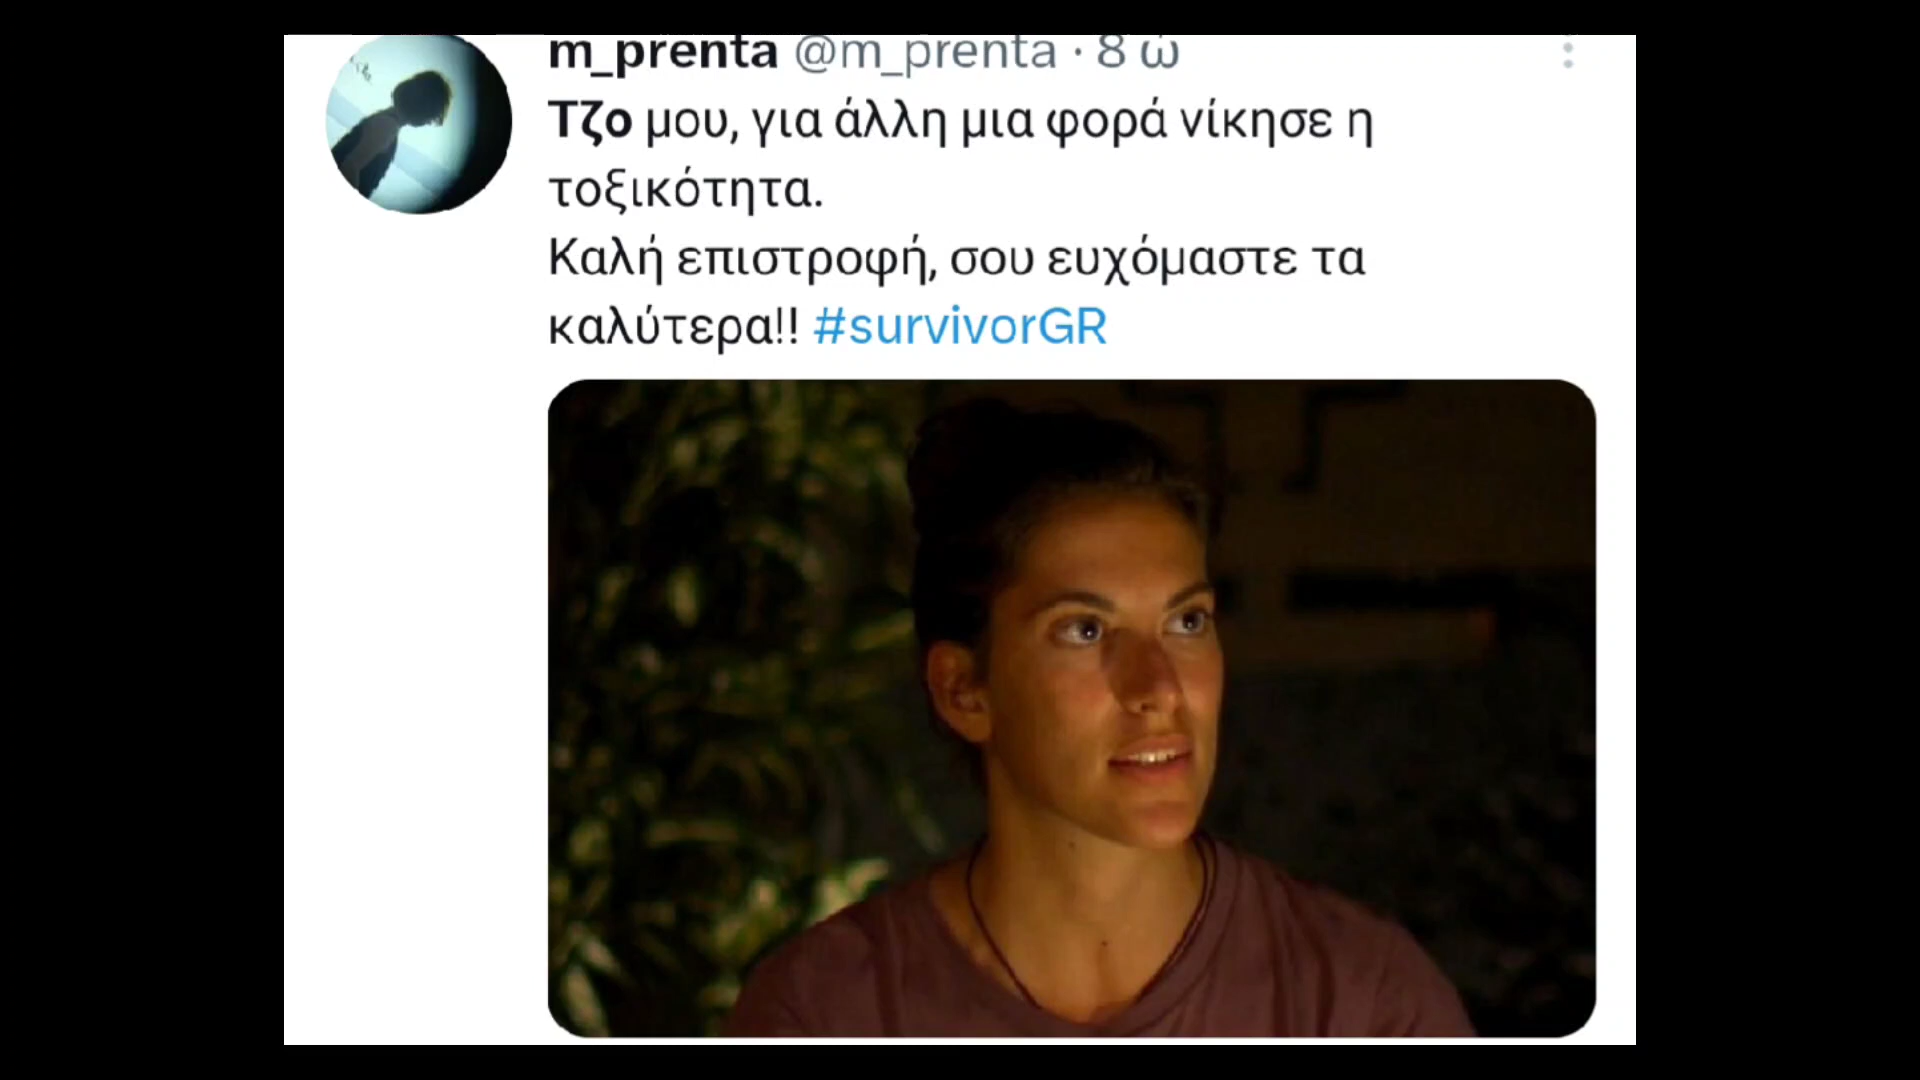 m_prenta @m_prenta · 8 ώ
Τζο μου, για άλλη μια φορά νίκησε η
τοξικότητα.
Καλή επιστροφή, σου ευχόμαστε τα
καλύτερα!! #survivorGR